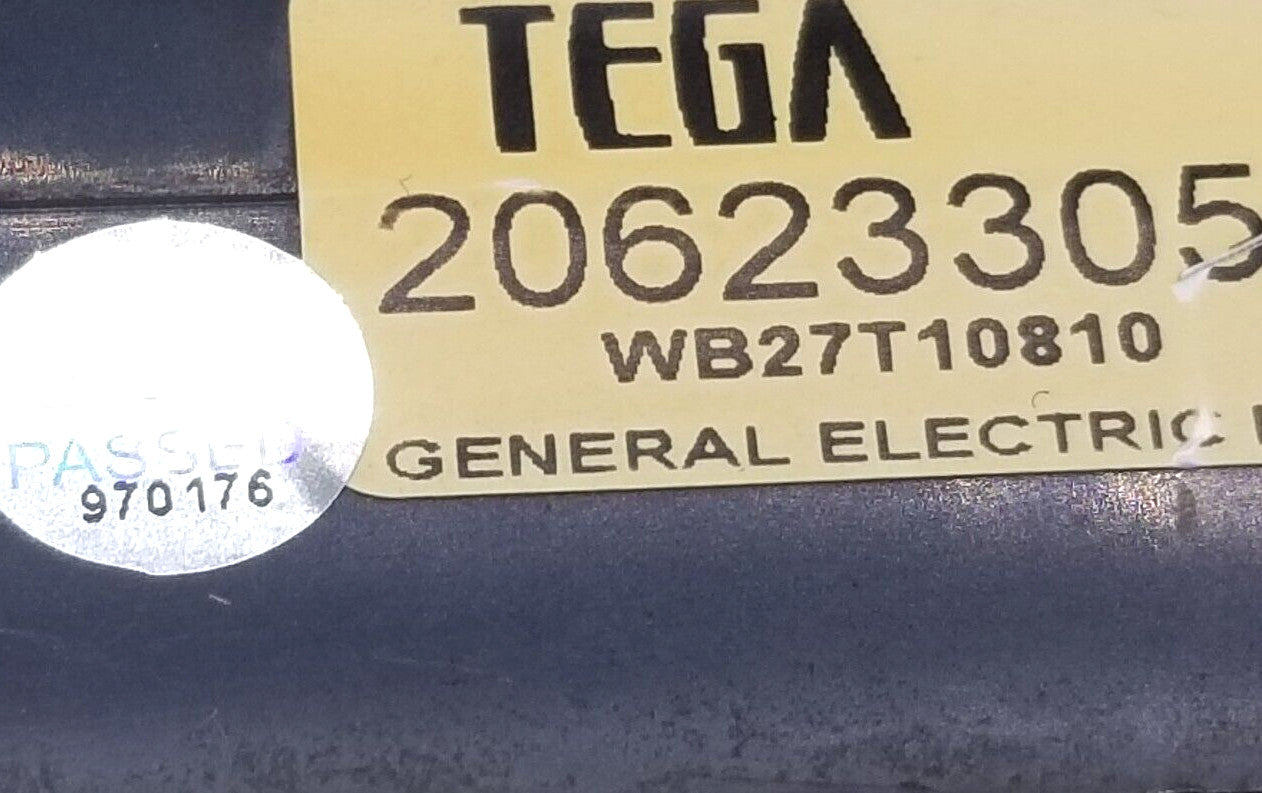 TEGA
20623305
WB27T10810
GENERAL ELECTRIC
PASSED
970176